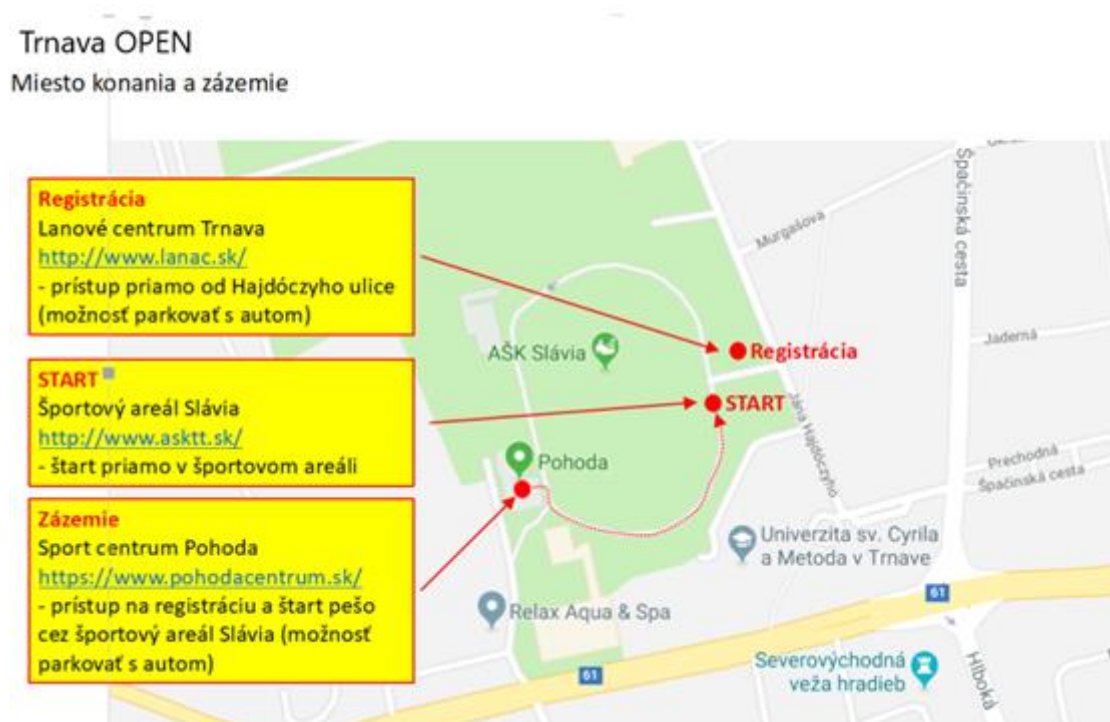 Trnava OPEN
Miesto konania a zázemie
Registrácia
Lanové centrum Trnava
http://www.lanac.sk/
- prístup priamo od Hajdóczyho ulice
(možnosť parkovať s autom)
START
Športový areál Slávia
http://www.asktt.sk/
- štart priamo v športovom areáli
Zázemie
Sport centrum Pohoda
https://www.pohodacentrum.sk/
- prístup na registráciu a štart pešo
cez športový areál Slávia (možnosť
parkovať s autom)
Špačinská cesta
Murgašova
AŠK Slávia
Registrácia
Jaderná
START
Jána Hajdóczyho
Pohoda
Prechodná
Špačinská cesta
Univerzita sv. Cyrila
a Metoda v Trnave
61
Relax Aqua & Spa
Severovýchodná
veža hradieb
61
Hlboká